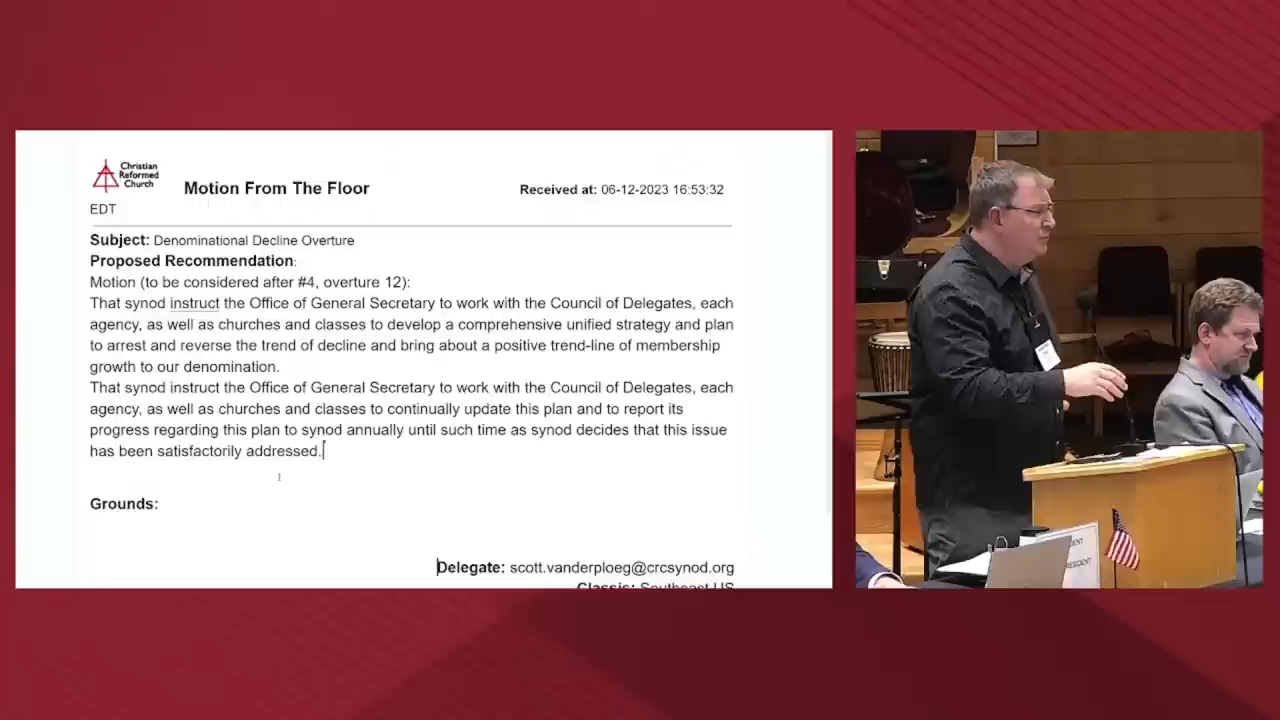 Christian
Reformed
Church
Motion From The Floor
Received at: 06-12-2023 16:53:32
EDT
Subject: Denominational Decline Overture
Proposed Recommendation:
Motion (to be considered after #4, overture 12):
That synod instruct the Office of General Secretary to work with the Council of Delegates, each
agency, as well as churches and classes to develop a comprehensive unified strategy and plan
to arrest and reverse the trend of decline and bring about a positive trend-line of membership
growth to our denomination.
That synod instruct the Office of General Secretary to work with the Council of Delegates, each
agency, as well as churches and classes to continually update this plan and to report its
progress regarding this plan to synod annually until such time as synod decides that this issue
has been satisfactorily addressed.
Grounds:
Delegate: scott.vanderploeg@crcsynod.org
Classis: Southeast US